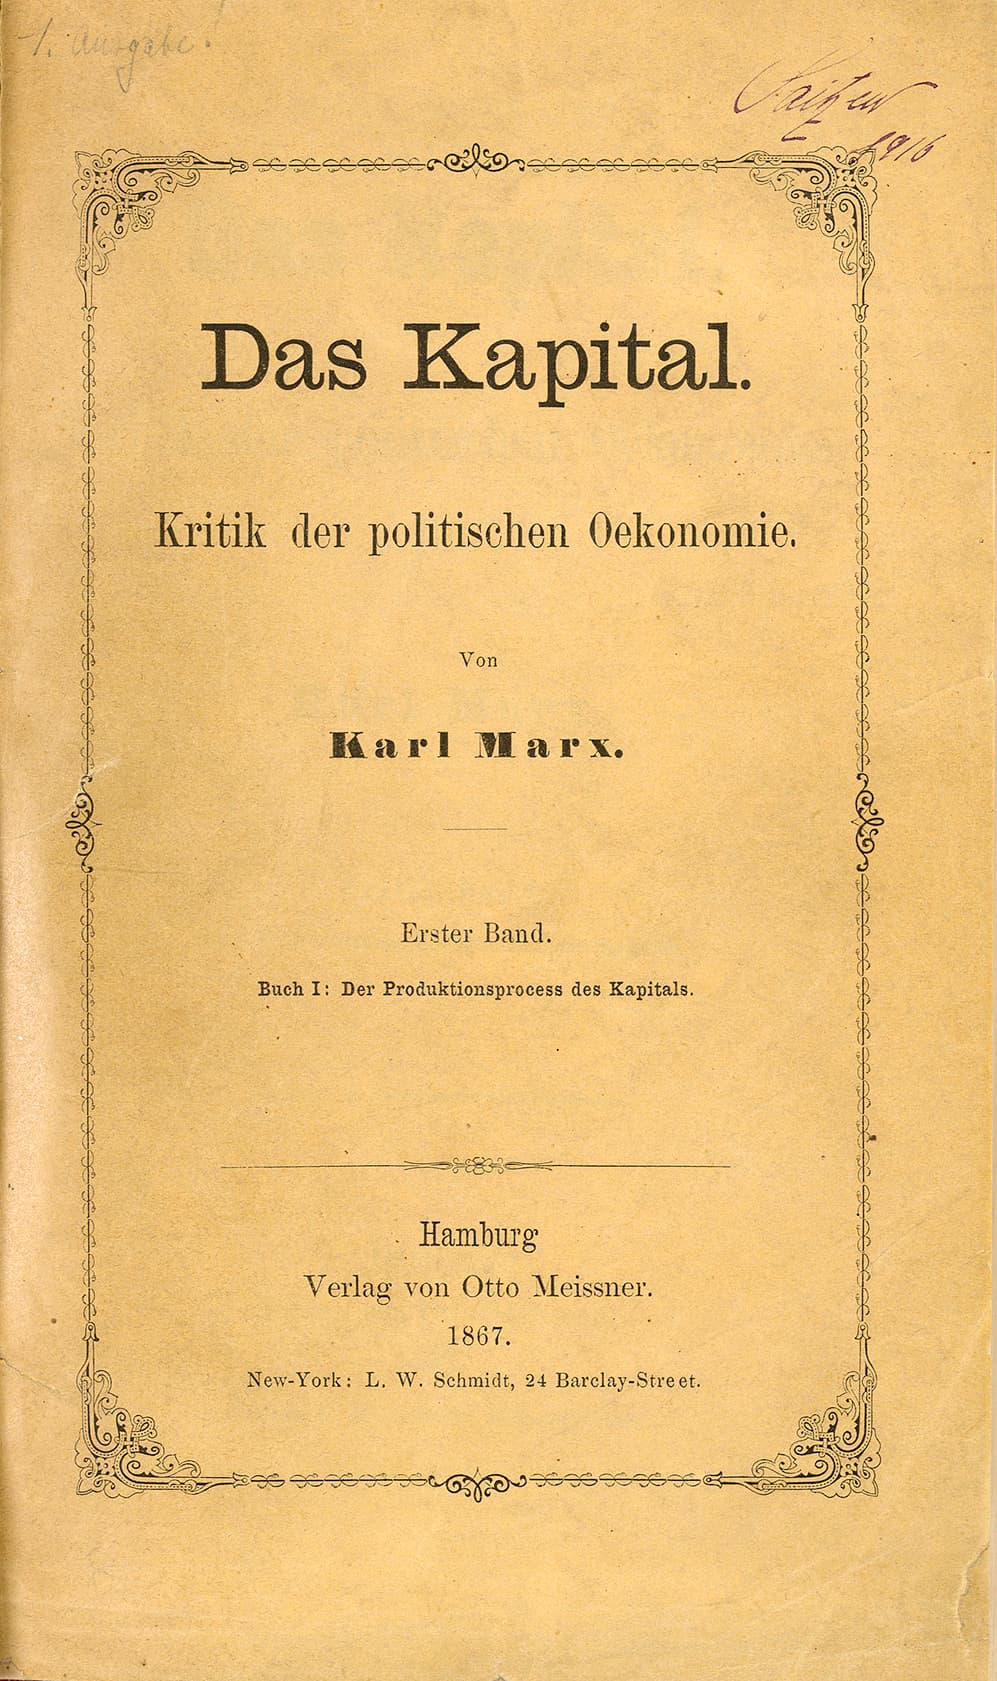 1. Ausgabe.
1916
Das Kapital.
Kritik der politischen Oekonomie.
Von
Karl Marx.
Erster Band.
Buch I: Der Produktionsprocess des Kapitals.
Hamburg
Verlag von Otto Meissner.
1867.
New-York: L. W. Schmidt, 24 Barclay-Street.